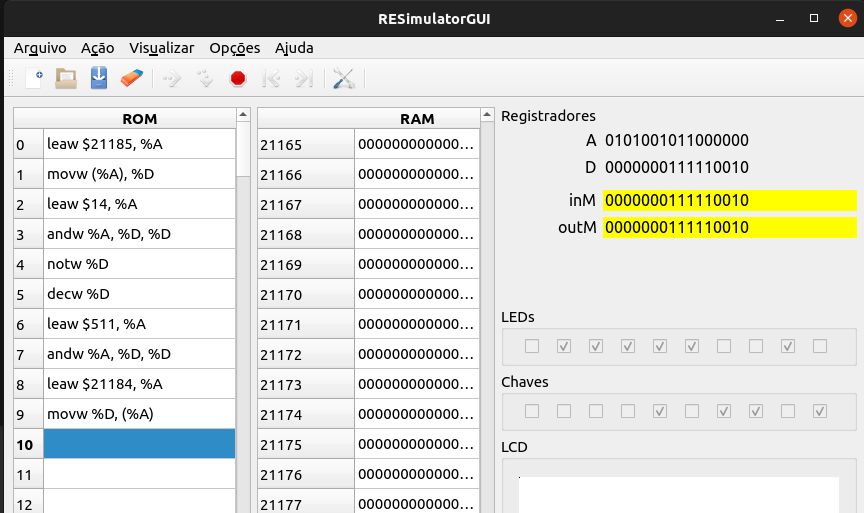 RESimulatorGUI
Arquivo Ação Visualizar Opções Ajuda
ROM
0 leaw $21185, %A
1 movw (%A), %D
2 leaw $14, %A
3 andw %A, %D, %D
4 notw %D
5 decw %D
6 leaw $511, %A
7 andw %A, %D, %D
8 leaw $21184, %A
9 movw %D, (%A)
10
11
12
RAM
21165 000000000000…
21166 000000000000…
21167 000000000000…
21168 000000000000…
21169 000000000000…
21170 000000000000…
21171 000000000000…
21172 000000000000…
21173 000000000000…
21174 000000000000…
21175 000000000000…
21176 000000000000…
21177 000000000000…
Registradores
A 0101001011000000
D 0000000111110010
inM 0000000111110010
outM 0000000111110010
LEDs
Chaves
LCD